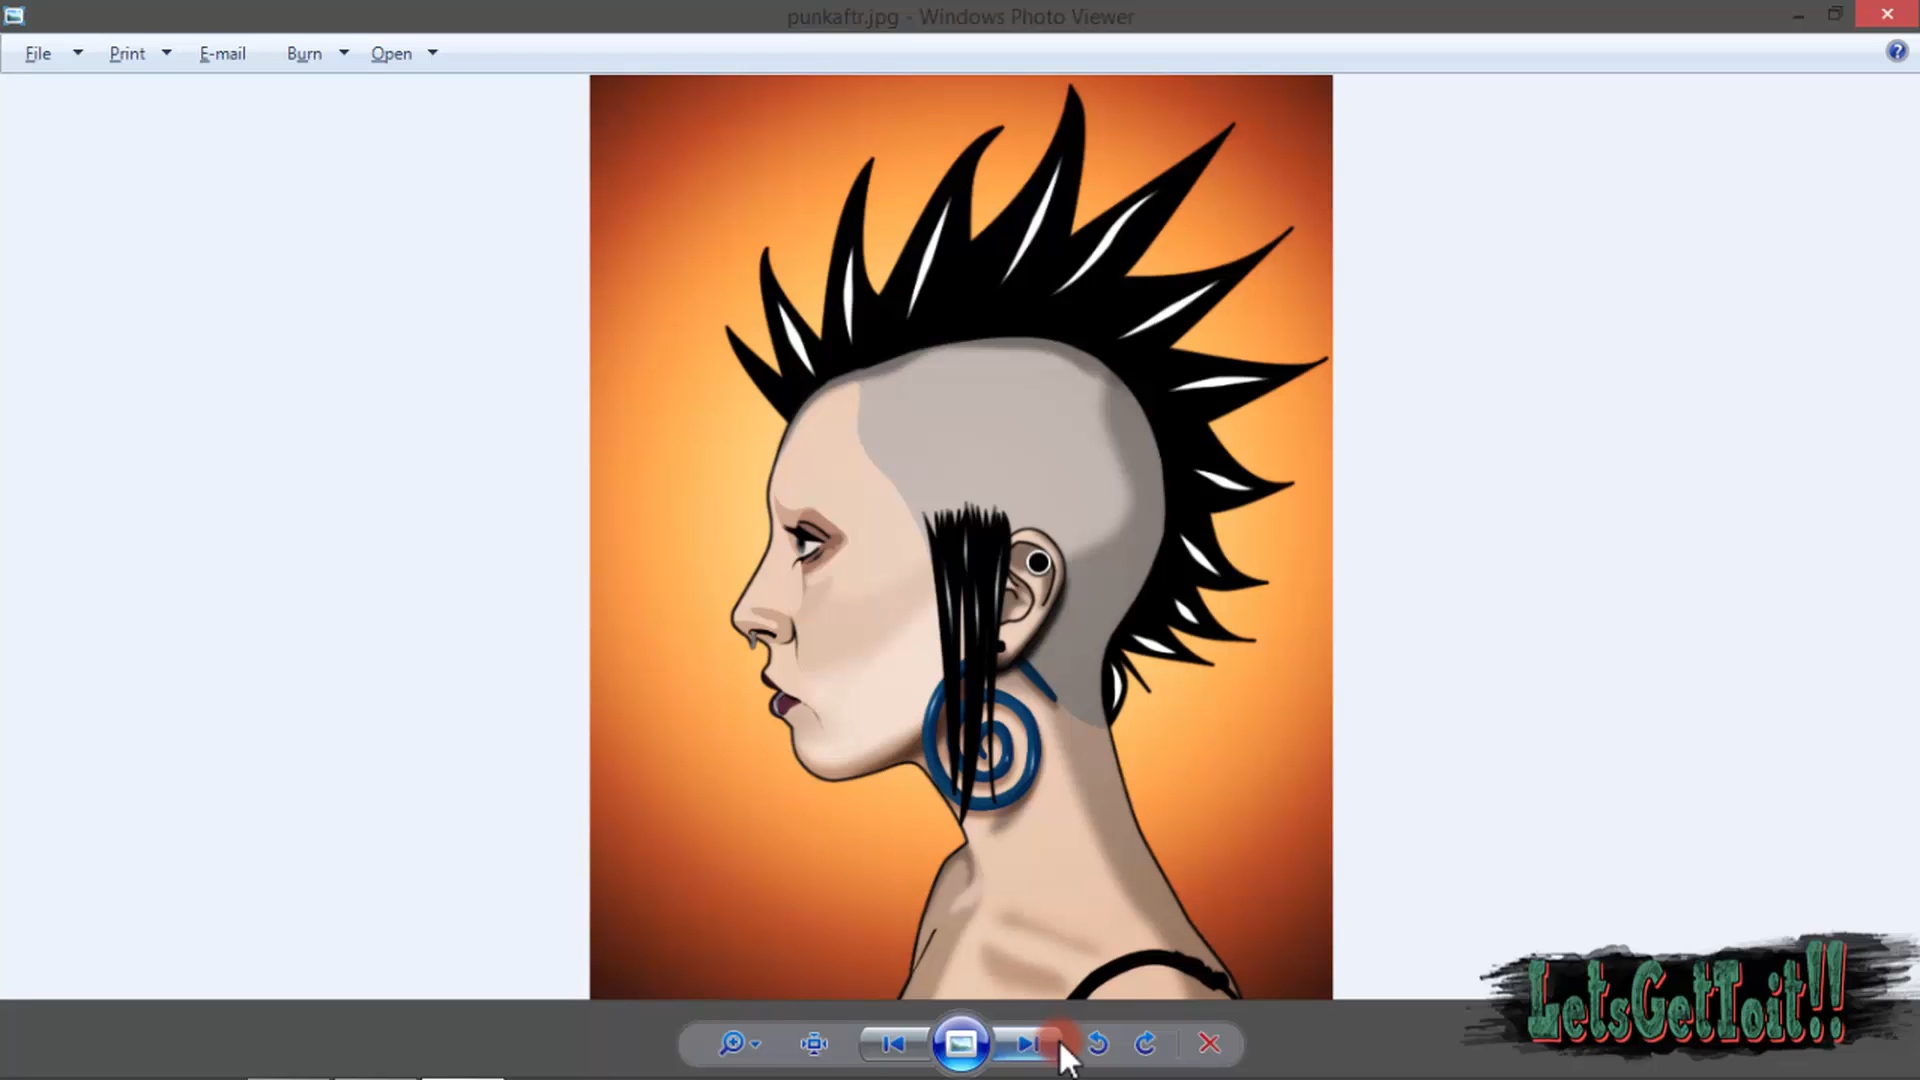 punkaftr.jpg - Windows Photo Viewer
File Print E-mail Burn Open
LetsGetToit!!